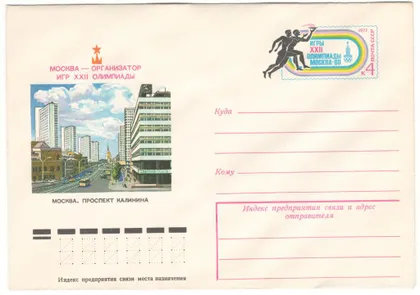 МОСКВА — ОРГАНИЗАТОР
ИГР XXII ОЛИМПИАДЫ
МОСКВА. ПРОСПЕКТ КАЛИНИНА
Индекс предприятия связи места назначения
ИГРЫ
XXII
ОЛИМПИАДЫ
МОСКВА-80
1977
ПОЧТА СССР
К 4
Куда
Кому
Индекс предприятия связи и адрес
отправителя